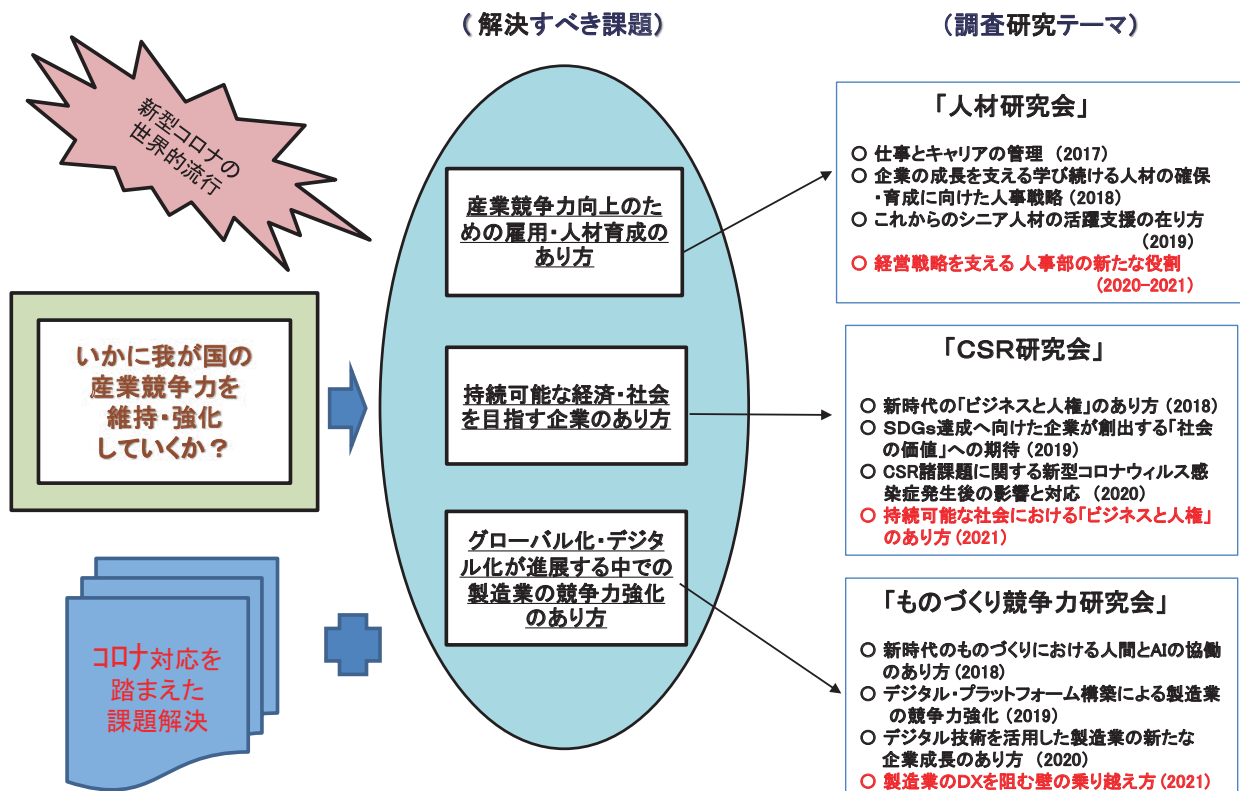 (解決すべき課題)
(調査研究テーマ)
新型コロナの
世界的流行
いかに我が国の
産業競争力を
維持・強化
していくか？
コロナ対応を
踏まえた
課題解決
産業競争力向上のた
めの雇用・人材育成の
あり方
持続可能な経済・社会
を目指す企業のあり方
グローバル化・デジタ
ル化が進展する中での
製造業の競争力強化
のあり方
「人材研究会」
○ 仕事とキャリアの管理 (2017)
○ 企業の成長を支える学び続ける人材の確保
・育成に向けた人事戦略 (2018)
○ これからのシニア人材の活躍支援の在り方
(2019)
○ 経営戦略を支える 人事部の新たな役割
(2020-2021)
「CSR研究会」
○ 新時代の「ビジネスと人権」のあり方 (2018)
○ SDGs達成へ向けた企業が創出する「社会
の価値」への期待 (2019)
○ CSR諸課題に関する新型コロナウィルス感
染症発生後の影響と対応 (2020)
○ 持続可能な社会における「ビジネスと人権」
のあり方 (2021)
「ものづくり競争力研究会」
○ 新時代のものづくりにおける人間とAIの協働
のあり方 (2018)
○ デジタル・プラットフォーム構築による製造業
の競争力強化 (2019)
○ デジタル技術を活用した製造業の新たな
企業成長のあり方 (2020)
○ 製造業のDXを阻む壁の乗り越え方 (2021)